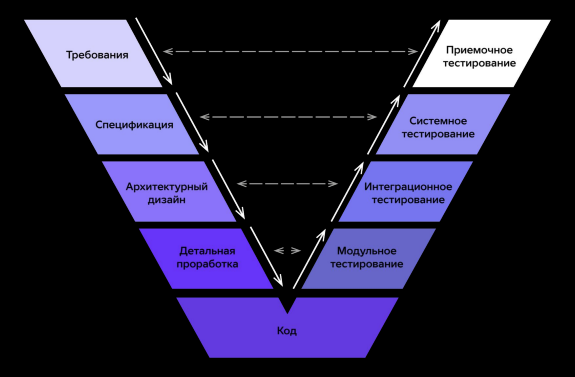 Требования
Приемочное
тестирование
Спецификация
Системное
тестирование
Архитектурный
дизайн
Интеграционное
тестирование
Детальная
проработка
Модульное
тестирование
Код